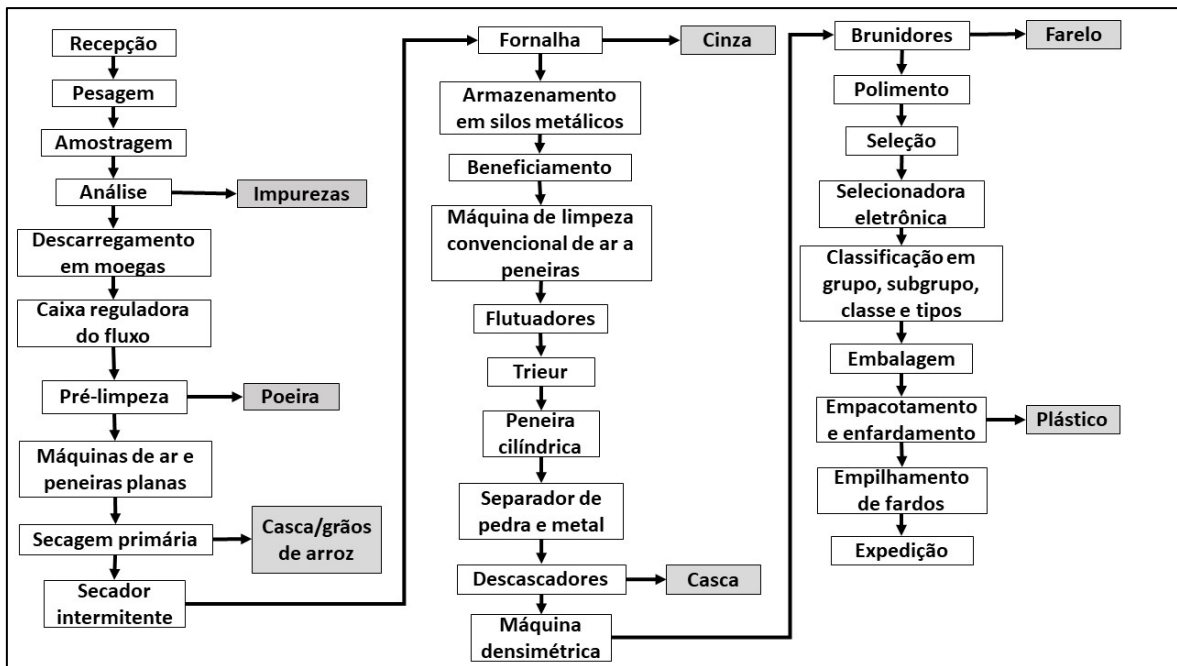 Recepção
Pesagem
Amostragem
Análise
Impurezas
Descarregamento
em moegas
Caixa reguladora
do fluxo
Pré-limpeza
Poeira
Máquinas de ar e
peneiras planas
Secagem primária
Casca/grãos
de arroz
Secador
intermitente
Fornalha
Cinza
Armazenamento
em silos metálicos
Beneficiamento
Máquina de limpeza
convencional de ar a
peneiras
Flutuadores
Trieur
Peneira
cilíndrica
Separador de
pedra e metal
Descascadores
Casca
Máquina
densimétrica
Brunidores
Farelo
Polimento
Seleção
Selecionadora
eletrônica
Classificação em
grupo, subgrupo,
classe e tipos
Embalagem
Empacotamento
e enfardamento
Plástico
Empilhamento
de fardos
Expedição